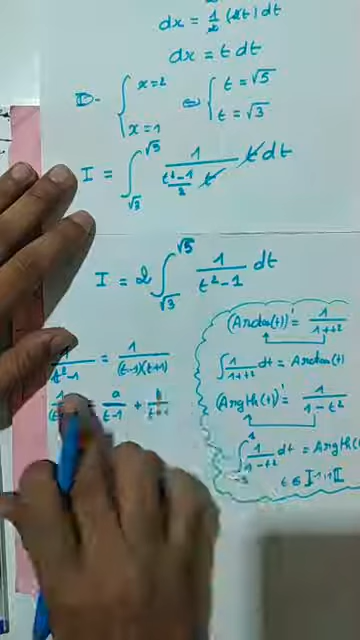 dx = 1/2 (2t) dt
dx = t dt
D - { x=2 ⇔ { t = √5
x=1 t = √3
I = ∫_√3^√5 1/((t²-1)/2 t) t dt
I = 2 ∫_√3^√5 1/(t²-1) dt
1/(t²-1) = 1/((t-1)(t+1))
= a/(t-1) + b/
(Arctan(t))' = 1/(1+t²)
∫ 1/(1+t²) dt = Arctan(t)
(Argth(t))' = 1/(1-t²)
1/(1-t²) dt = Argth(t
t ∈ ]-1,1[